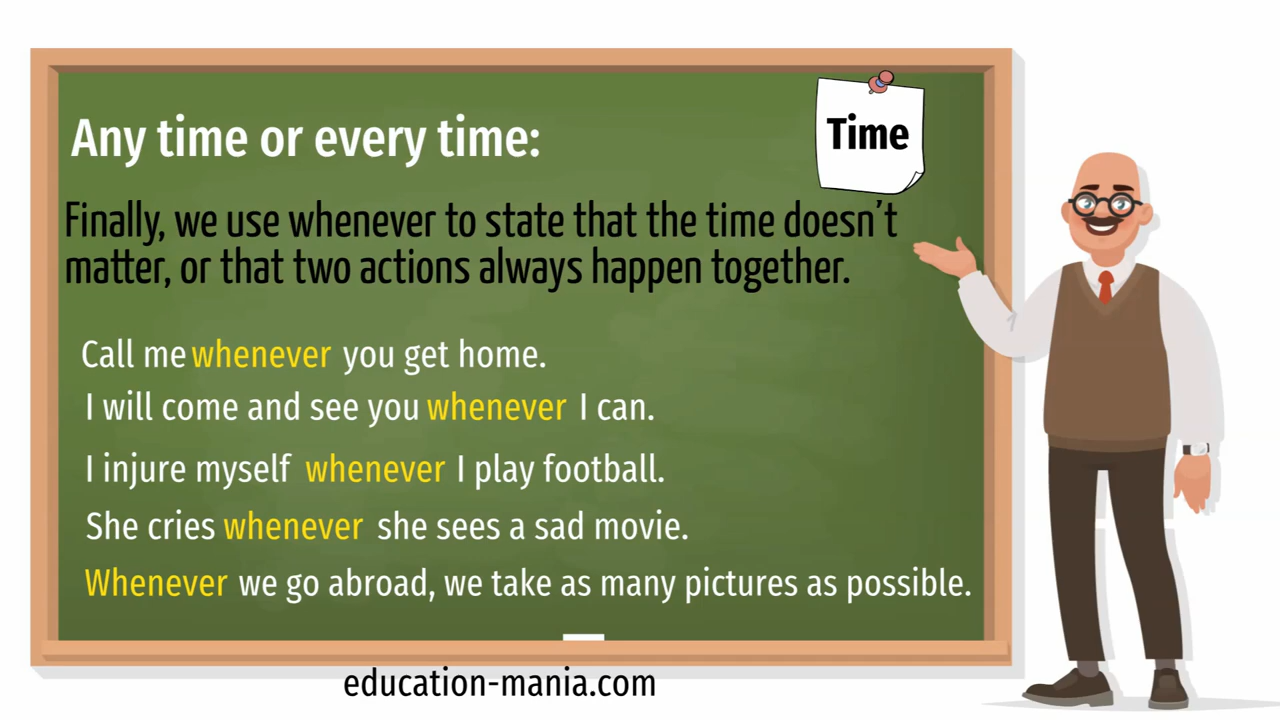 Any time or every time:
Time
Finally, we use whenever to state that the time doesn't
matter, or that two actions always happen together.
Call me whenever you get home.
I will come and see you whenever I can.
I injure myself whenever I play football.
She cries whenever she sees a sad movie.
Whenever we go abroad, we take as many pictures as possible.
education-mania.com